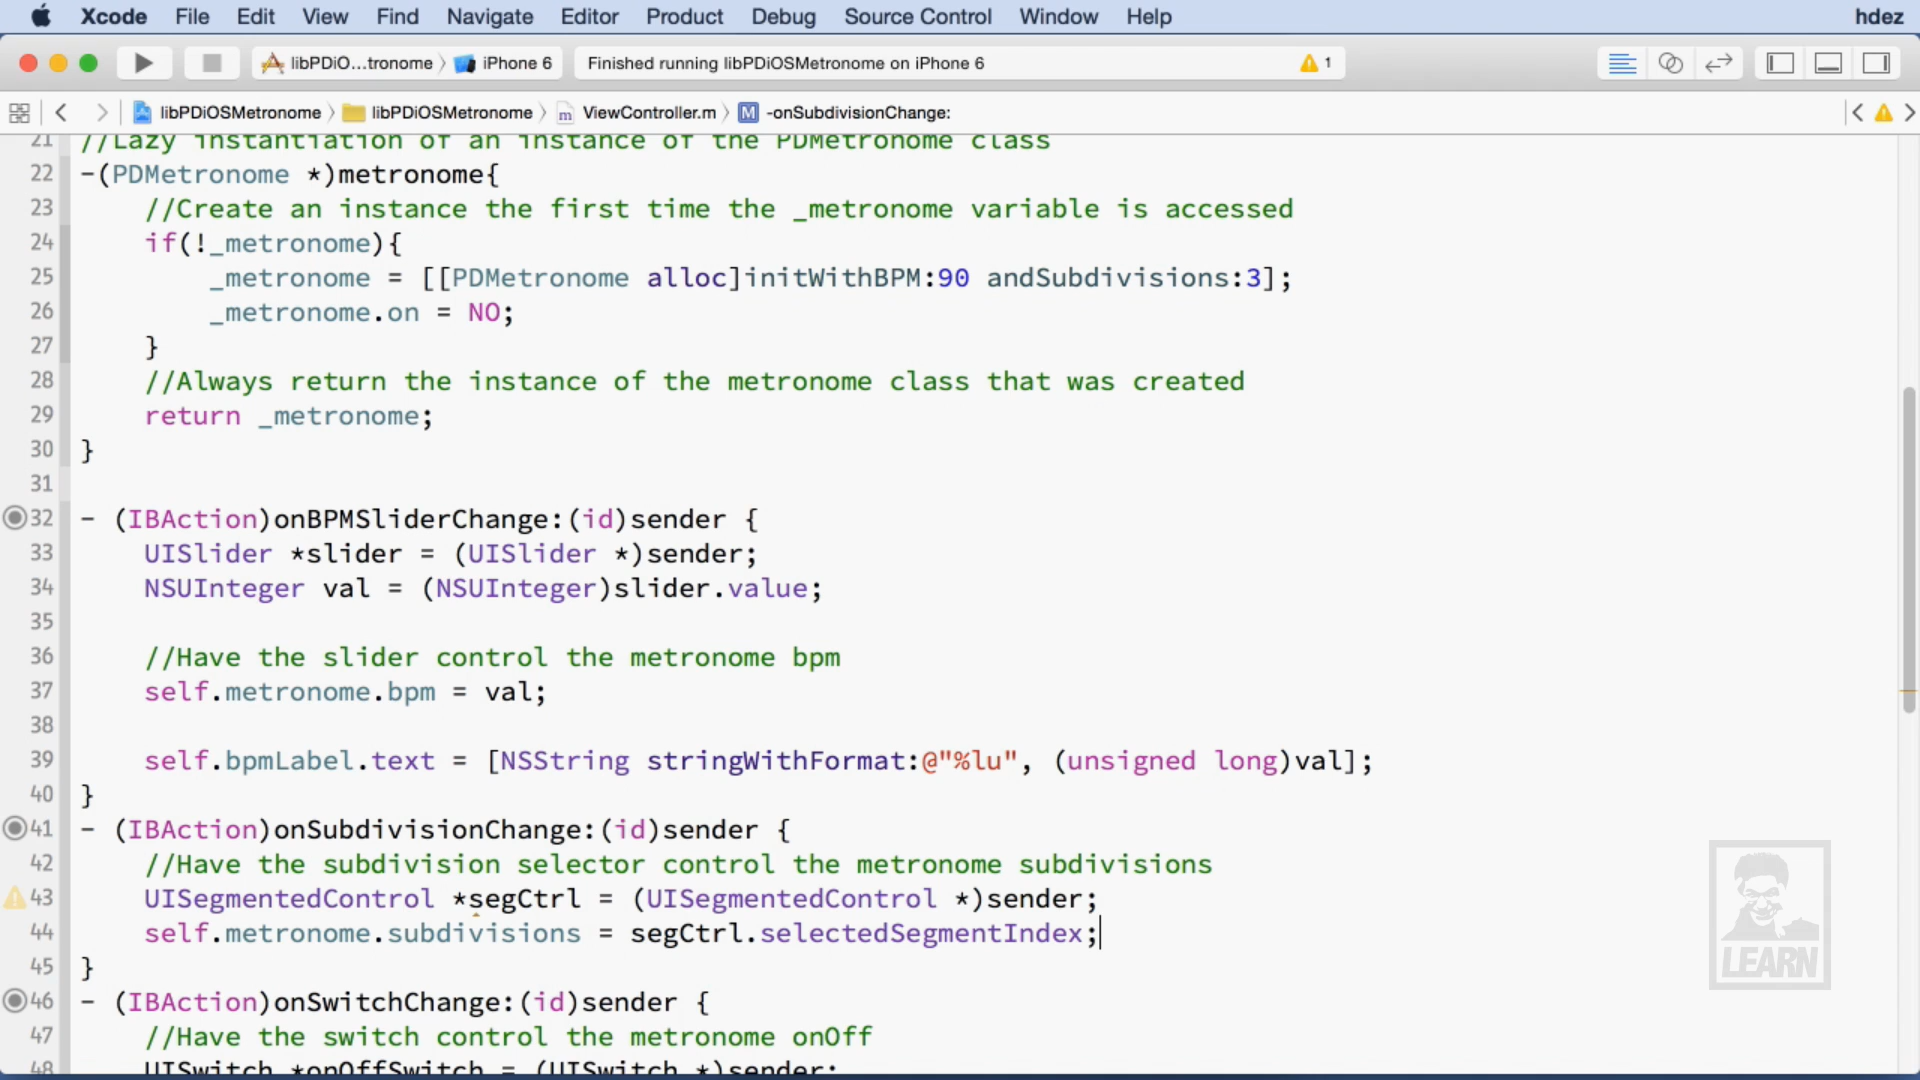 Xcode File Edit View Find Navigate Editor Product Debug Source Control Window Help hdez
libPDiO...tronome 〉 iPhone 6 Finished running libPDiOSMetronome on iPhone 6 1
libPDiOSMetronome 〉 libPDiOSMetronome 〉 m ViewController.m 〉 M -onSubdivisionChange:
21 //Lazy instantiation of an instance of the PDMetronome class
22 -(PDMetronome *)metronome{
23 //Create an instance the first time the _metronome variable is accessed
24 if(!_metronome){
25 _metronome = [[PDMetronome alloc]initWithBPM:90 andSubdivisions:3];
26 _metronome.on = NO;
27 }
28 //Always return the instance of the metronome class that was created
29 return _metronome;
30 }
31
32 - (IBAction)onBPMSliderChange:(id)sender {
33 UISlider *slider = (UISlider *)sender;
34 NSUInteger val = (NSUInteger)slider.value;
35
36 //Have the slider control the metronome bpm
37 self.metronome.bpm = val;
38
39 self.bpmLabel.text = [NSString stringWithFormat:@"%lu", (unsigned long)val];
40 }
41 - (IBAction)onSubdivisionChange:(id)sender {
42 //Have the subdivision selector control the metronome subdivisions
43 UISegmentedControl *segCtrl = (UISegmentedControl *)sender;
44 self.metronome.subdivisions = segCtrl.selectedSegmentIndex;
45 }
46 - (IBAction)onSwitchChange:(id)sender {
47 //Have the switch control the metronome onOff
48 UISwitch *onOffSwitch = (UISwitch *)sender;
LEARN